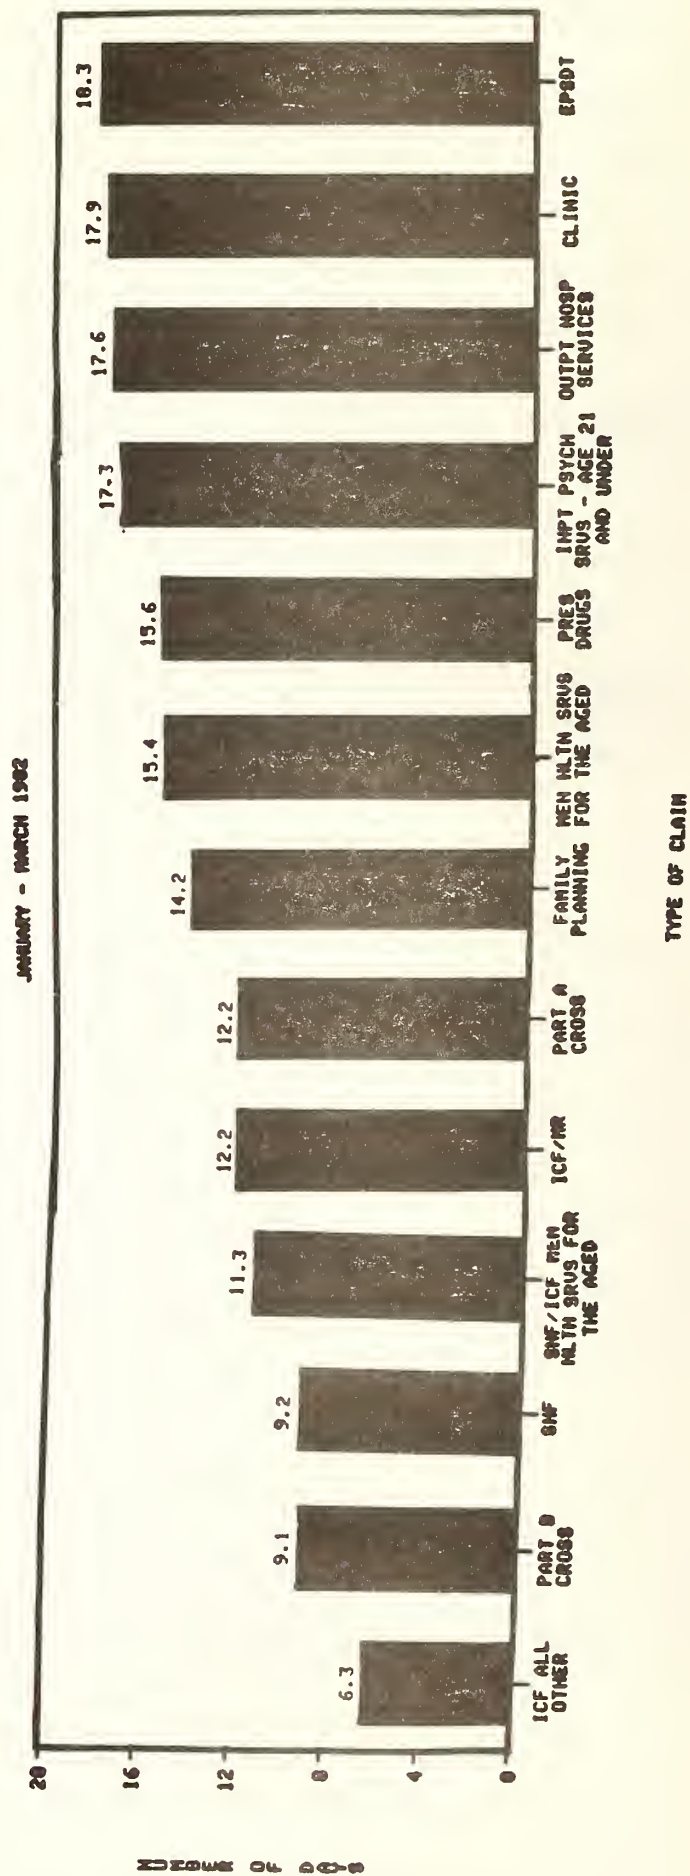 JANUARY - MARCH 1982
NUMBER OF DAYS
20
16
12
8
4
0
6.3
9.1
9.2
11.3
12.2
12.2
14.2
15.4
15.6
17.3
17.6
17.9
18.3
ICF ALL
OTHER
PART B
CROSS
SNF
SNF/ICF MEN
HLTH SRVS FOR
THE AGED
ICF/MR
PART A
CROSS
FAMILY
PLANNING
MEN HLTH SRVS
FOR THE AGED
PRES
DRUGS
INPT PSYCH
SRVS - AGE 21
AND UNDER
OUTPT HOSP
SERVICES
CLINIC
EPSDT
TYPE OF CLAIM